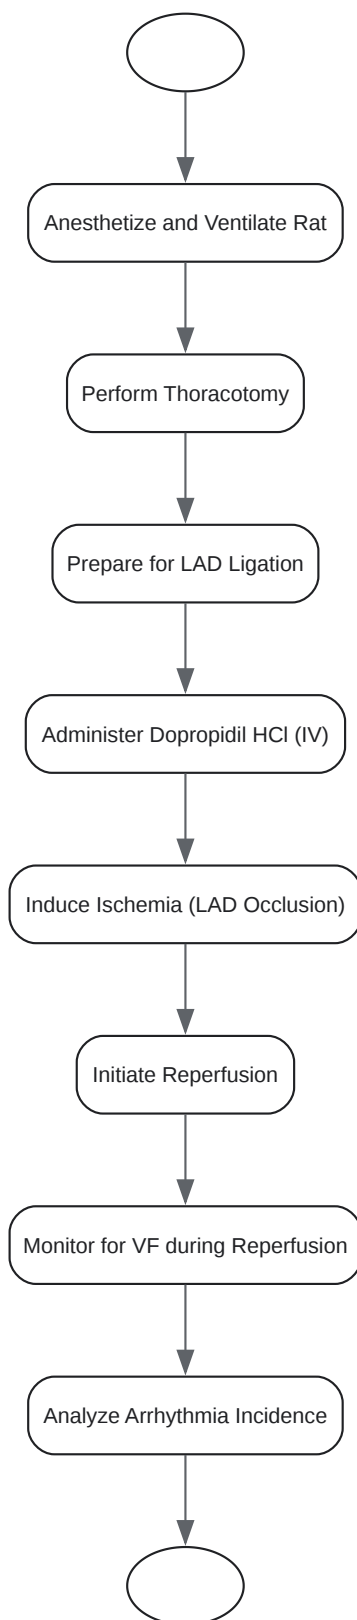 Anesthetize and Ventilate Rat
Perform Thoracotomy
Prepare for LAD Ligation
Administer Dopropidil HCl (IV)
Induce Ischemia (LAD Occlusion)
Initiate Reperfusion
Monitor for VF during Reperfusion
Analyze Arrhythmia Incidence